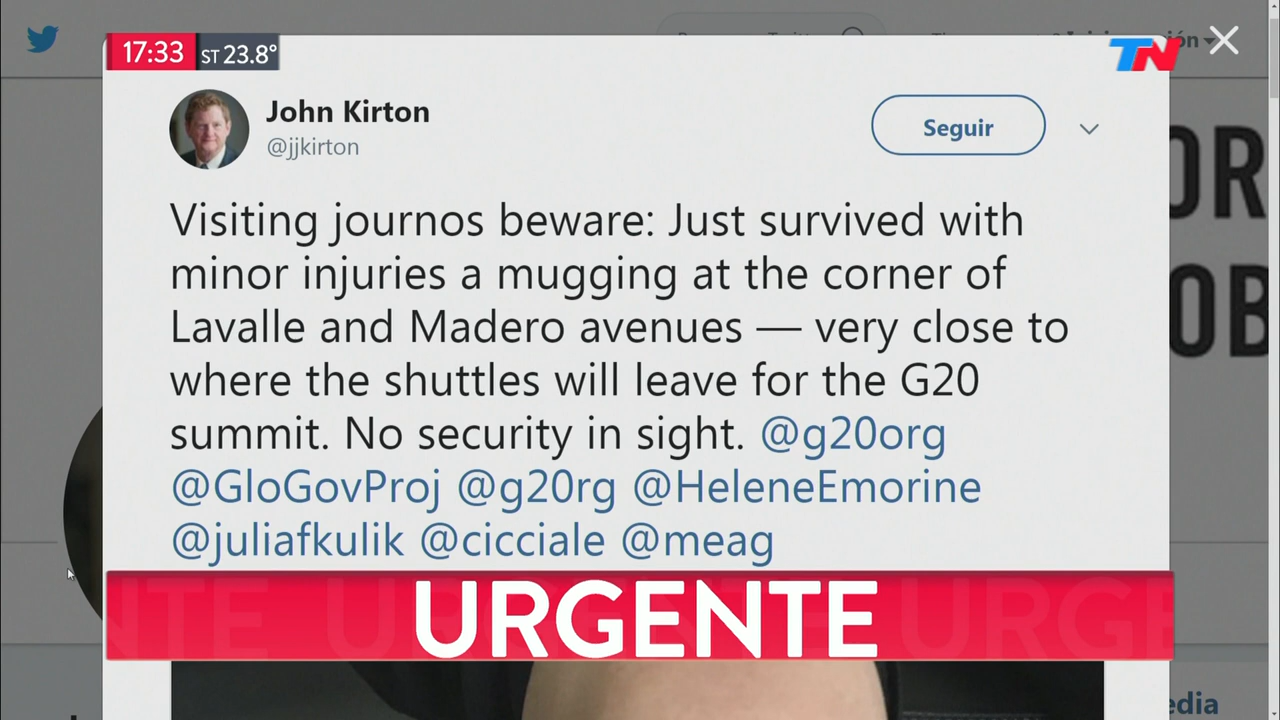 17:33 ST 23.8°
TN
John Kirton
@jjkirton
Seguir
Visiting journos beware: Just survived with
minor injuries a mugging at the corner of
Lavalle and Madero avenues — very close to
where the shuttles will leave for the G20
summit. No security in sight. @g20org
@GloGovProj @g20rg @HeleneEmorine
@juliafkulik @cicciale @meag
URGENTE